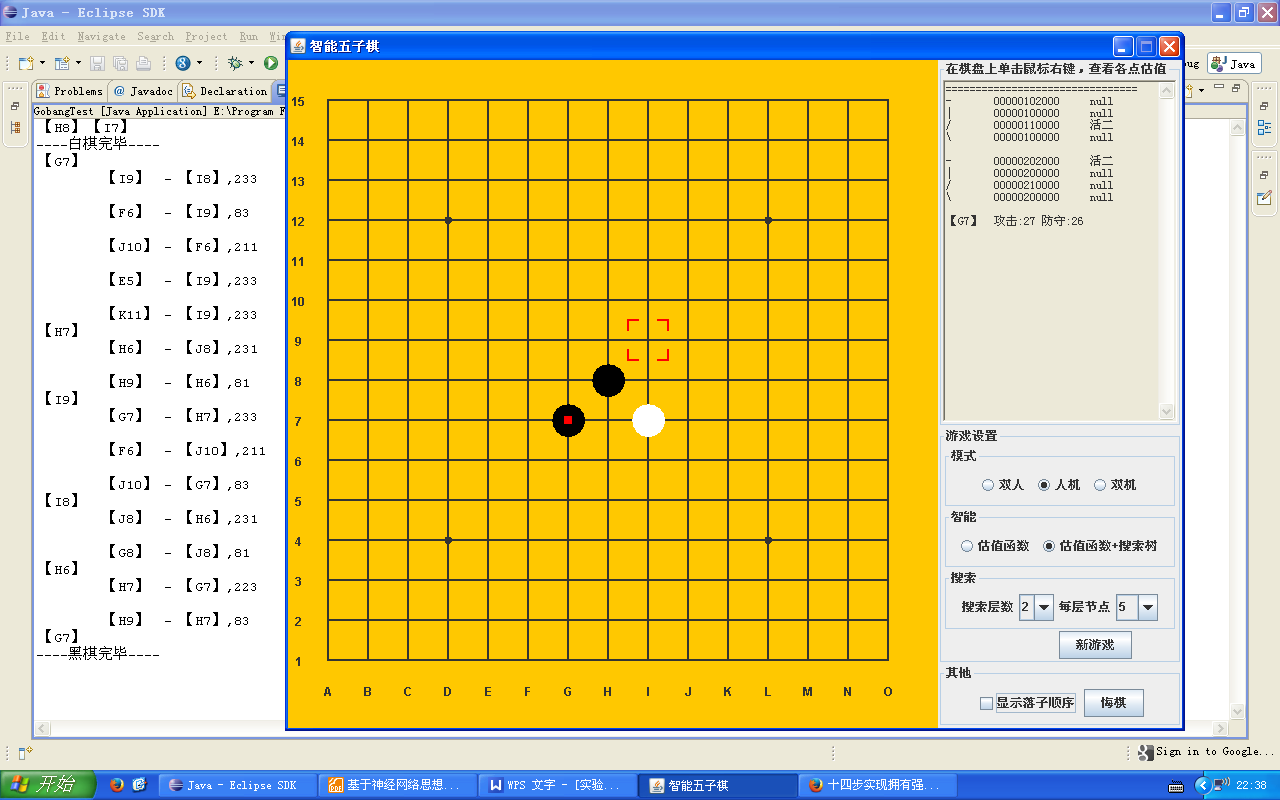 Java - Eclipse SDK
File Edit Navigate Search Project Run
Java
Problems @ Javadoc Declaration
GobangTest [Java Application] E:\Program F
【H8】【I7】
----白棋完毕----
【G7】
【I9】 - 【I8】,233
【F6】 - 【I9】,83
【J10】 - 【F6】,211
【E5】 - 【I9】,233
【K11】 - 【I9】,233
【H7】
【H6】 - 【J8】,231
【H9】 - 【H6】,81
【I9】
【G7】 - 【H7】,233
【F6】 - 【J10】,211
【J10】 - 【G7】,83
【I8】
【J8】 - 【H6】,231
【G8】 - 【J8】,81
【H6】
【H7】 - 【G7】,223
【H9】 - 【H7】,83
【G7】
----黑棋完毕----
智能五子棋
15
14
13
12
11
10
9
8
7
6
5
4
3
2
1
A B C D E F G H I J K L M N O
在棋盘上单击鼠标右键，查看各点估值
================================
- 00000102000 null
| 00000100000 null
/ 00000110000 活二
\ 00000100000 null
- 00000202000 活二
| 00000200000 null
/ 00000210000 null
\ 00000200000 null
【G7】 攻击:27 防守:26
游戏设置
模式
双人 人机 双机
智能
估值函数 估值函数+搜索树
搜索
搜索层数 2 每层节点 5
新游戏
其他
显示落子顺序 悔棋
Sign in to Google...
开始 Java - Eclipse SDK 基于神经网络思想... WPS 文字 - [实验... 智能五子棋 十四步实现拥有强... 22:38